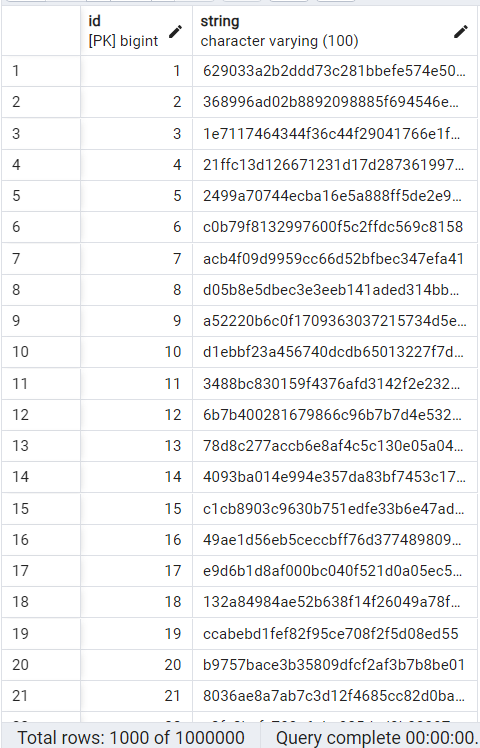 id
[PK] bigint
string
character varying (100)
1 1 629033a2b2ddd73c281bbefe574e50...
2 2 368996ad02b8892098885f694546e...
3 3 1e7117464344f36c44f29041766e1f...
4 4 21ffc13d126671231d17d287361997...
5 5 2499a70744ecba16e5a888ff5de2e9...
6 6 c0b79f8132997600f5c2ffdc569c8158
7 7 acb4f09d9959cc66d52bfbec347efa41
8 8 d05b8e5dbec3e3eeb141aded314bb...
9 9 a52220b6c0f1709363037215734d5e...
10 10 d1ebbf23a456740dcdb65013227f7d...
11 11 3488bc830159f4376afd3142f2e232...
12 12 6b7b400281679866c96b7b7d4e532...
13 13 78d8c277accb6e8af4c5c130e05a04...
14 14 4093ba014e994e357da83bf7453c17...
15 15 c1cb8903c9630b751edfe33b6e47ad...
16 16 49ae1d56eb5ceccbff76d377489809...
17 17 e9d6b1d8af000bc040f521d0a05ec5...
18 18 132a84984ae52b638f14f26049a78f...
19 19 ccabebd1fef82f95ce708f2f5d08ed55
20 20 b9757bace3b35809dfcf2af3b7b8be01
21 21 8036ae8a7ab7c3d12f4685cc82d0ba...
Total rows: 1000 of 1000000 Query complete 00:00:00.